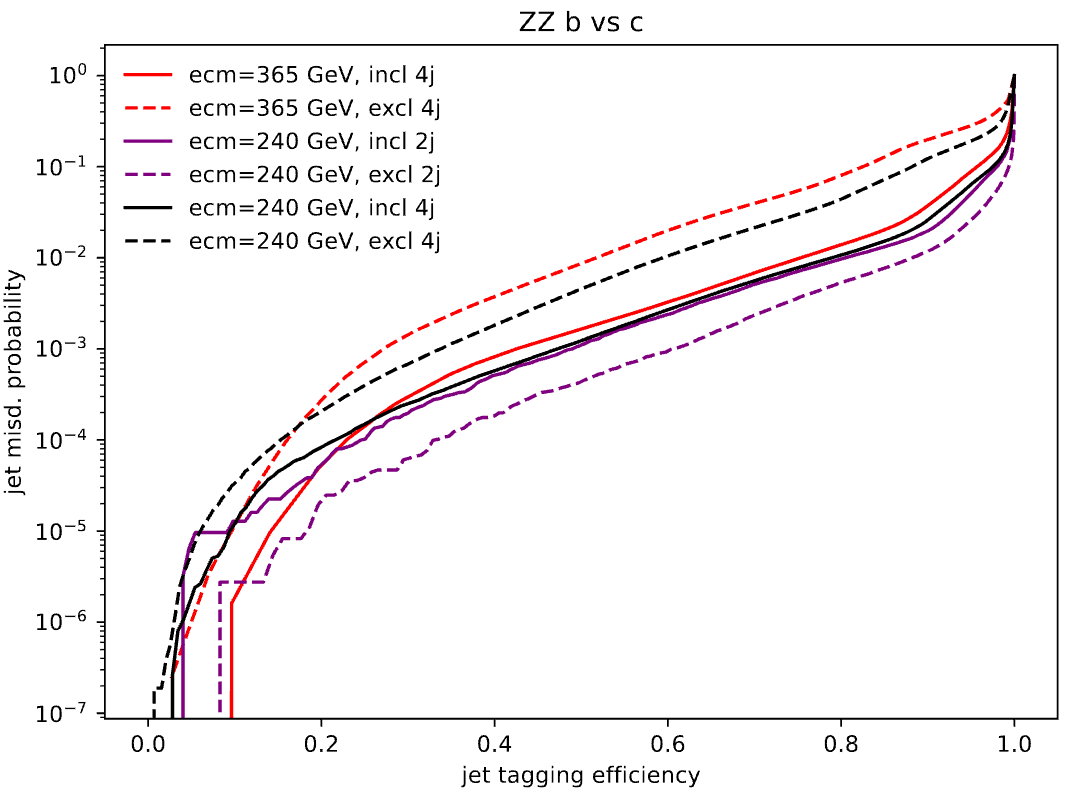 ZZ b vs c
ecm=365 GeV, incl 4j
ecm=365 GeV, excl 4j
ecm=240 GeV, incl 2j
ecm=240 GeV, excl 2j
ecm=240 GeV, incl 4j
ecm=240 GeV, excl 4j
jet misd. probability
10⁰
10⁻¹
10⁻²
10⁻³
10⁻⁴
10⁻⁵
10⁻⁶
10⁻⁷
0.0 0.2 0.4 0.6 0.8 1.0
jet tagging efficiency